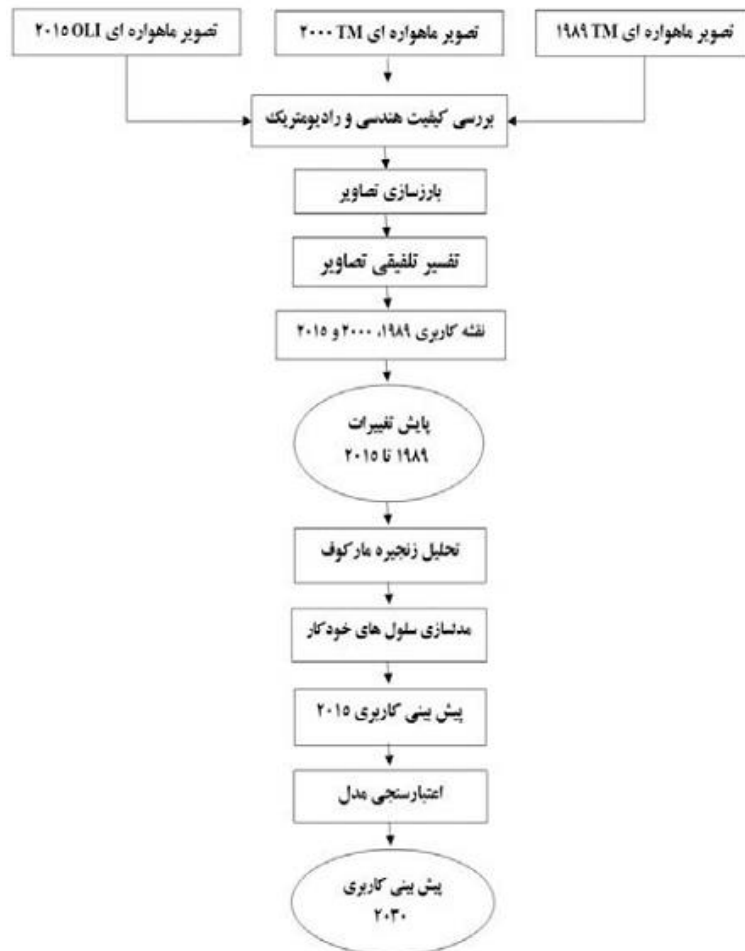 تصویر ماهواره ای ۱۹۸۹ TM
تصویر ماهواره ای ۲۰۰۰ TM
تصویر ماهواره ای ۲۰۱۵ OLI
بررسی کیفیت هندسی و رادیومتریک
بارزسازی تصاویر
تفسیر تلفیقی تصاویر
نقشه کاربری ۱۹۸۹، ۲۰۰۰ و ۲۰۱۵
پایش تغییرات
۱۹۸۹ تا ۲۰۱۵
تحلیل زنجیره مارکوف
مدلسازی سلول های خودکار
پیش بینی کاربری ۲۰۱۵
اعتبارسنجی مدل
پیش بینی کاربری
۲۰۳۰